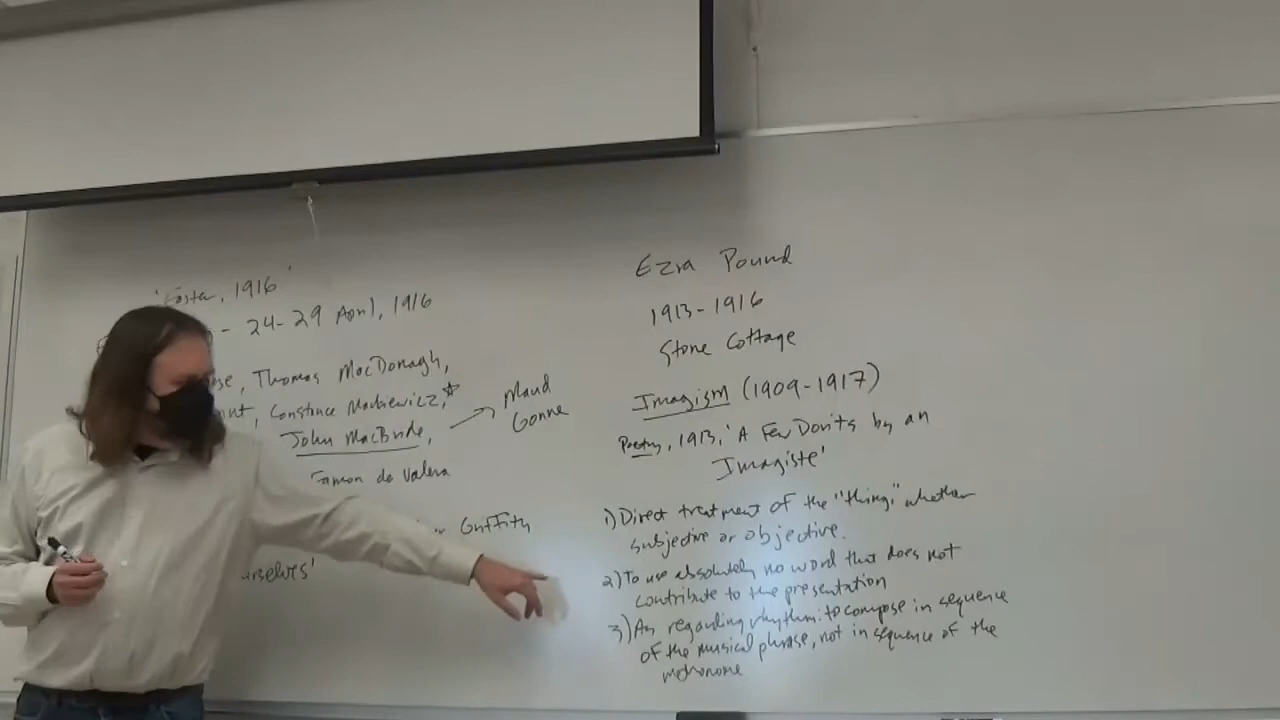 'Easter, 1916'
- 24-29 April, 1916
Thomas MacDonagh,
Constance Markiewicz,*
John MacBride,
Maud
Gonne
Eamon de Valera
Griffith
Ezra Pound
1913-1916
Stone Cottage
Imagism (1909-1917)
Poetry, 1913, 'A Few Don'ts by an
Imagiste'
1) Direct treatment of the "thing," whether
subjective or objective.
2) To use absolutely no word that does not
contribute to the presentation
3) As regarding rhythm: to compose in sequence
of the musical phrase, not in sequence of the
metronome